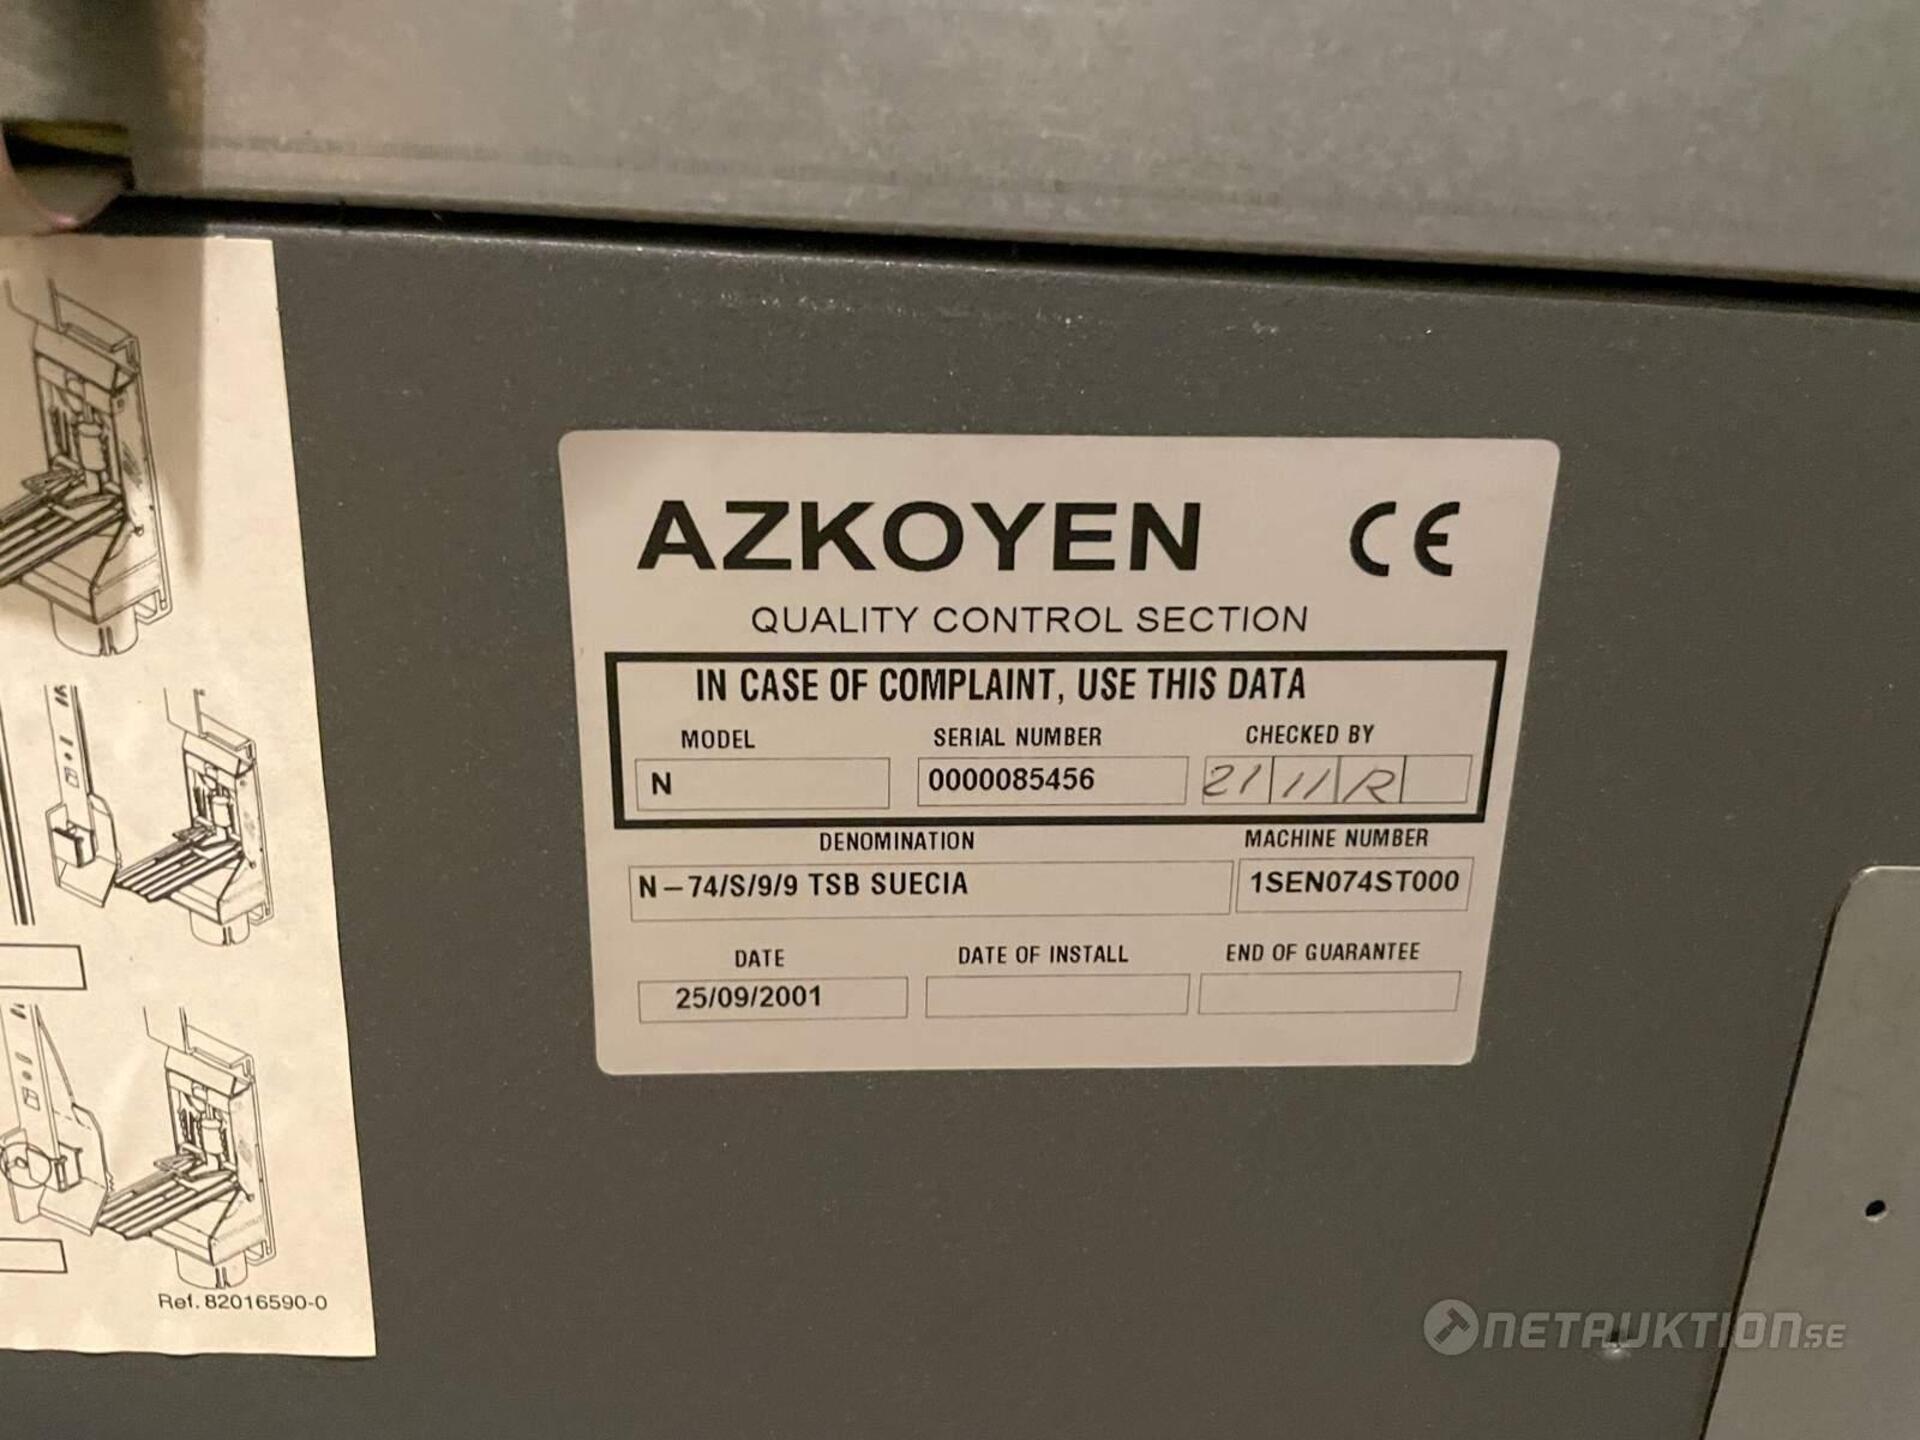 AZKOYEN CE
QUALITY CONTROL SECTION
IN CASE OF COMPLAINT, USE THIS DATA
MODEL SERIAL NUMBER CHECKED BY
N 0000085456 21 11 R
DENOMINATION MACHINE NUMBER
N-74/S/9/9 TSB SUECIA 1SEN074ST000
DATE DATE OF INSTALL END OF GUARANTEE
25/09/2001
Ref. 82016590-0
NETAUKTION.SE